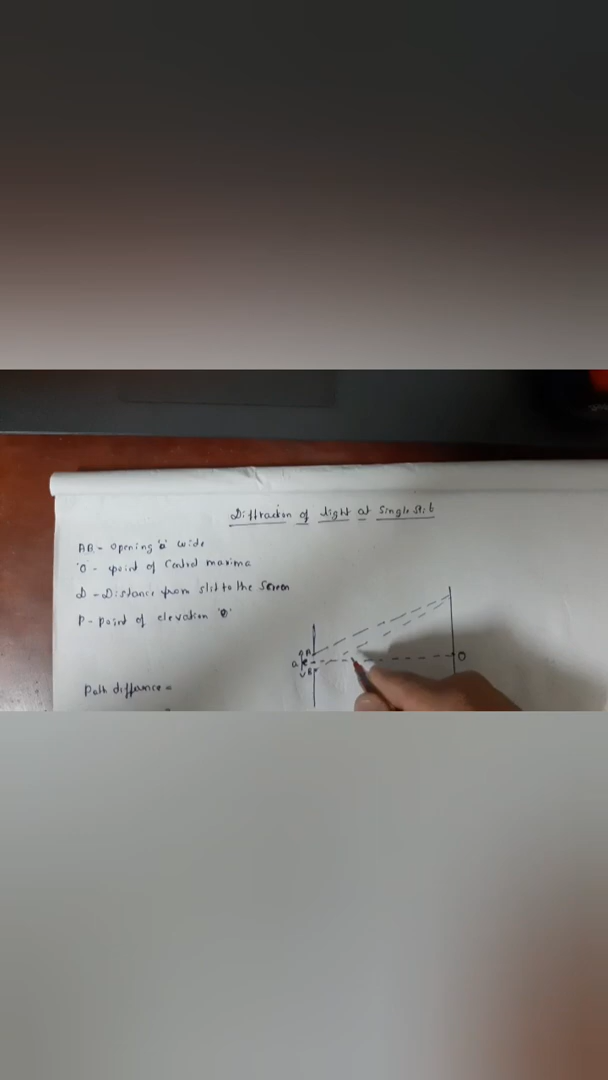 Diffraction of light at Single slit
AB - opening 'a' wide
'O' - point of Central maxima
D - Distance from slit to the Screen
P - point of elevation 'θ'
A
a
B
O
Path diffance =